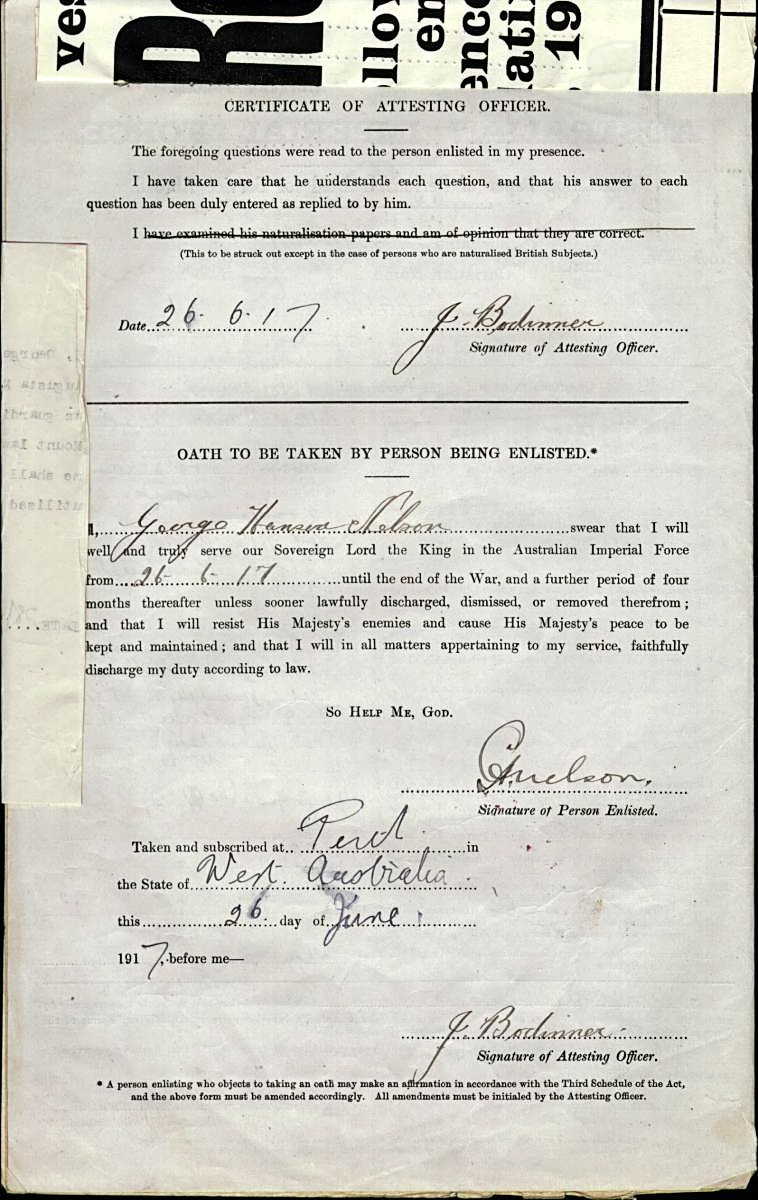 yes
Re
ollow
en
ence
lati
19
CERTIFICATE OF ATTESTING OFFICER.
The foregoing questions were read to the person enlisted in my presence.
I have taken care that he understands each question, and that his answer to each
question has been duly entered as replied to by him.
I have examined his naturalisation papers and am of opinion that they are correct.
(This to be struck out except in the case of persons who are naturalised British Subjects.)
Date 26. 6. 17 J. Bodinner
Signature of Attesting Officer.
OATH TO BE TAKEN BY PERSON BEING ENLISTED.*
I, George Hansen Nelson swear that I will
well and truly serve our Sovereign Lord the King in the Australian Imperial Force
from 26 6 17 until the end of the War, and a further period of four
months thereafter unless sooner lawfully discharged, dismissed, or removed therefrom;
and that I will resist His Majesty's enemies and cause His Majesty's peace to be
kept and maintained; and that I will in all matters appertaining to my service, faithfully
discharge my duty according to law.
So Help Me, God.
GHNelson.
Signature of Person Enlisted.
Taken and subscribed at Perth in
the State of West Australia
this 26 day of June
1917, before me—
J. Bodinner
Signature of Attesting Officer.
* A person enlisting who objects to taking an oath may make an affirmation in accordance with the Third Schedule of the Act,
and the above form must be amended accordingly. All amendments must be initialed by the Attesting Officer.